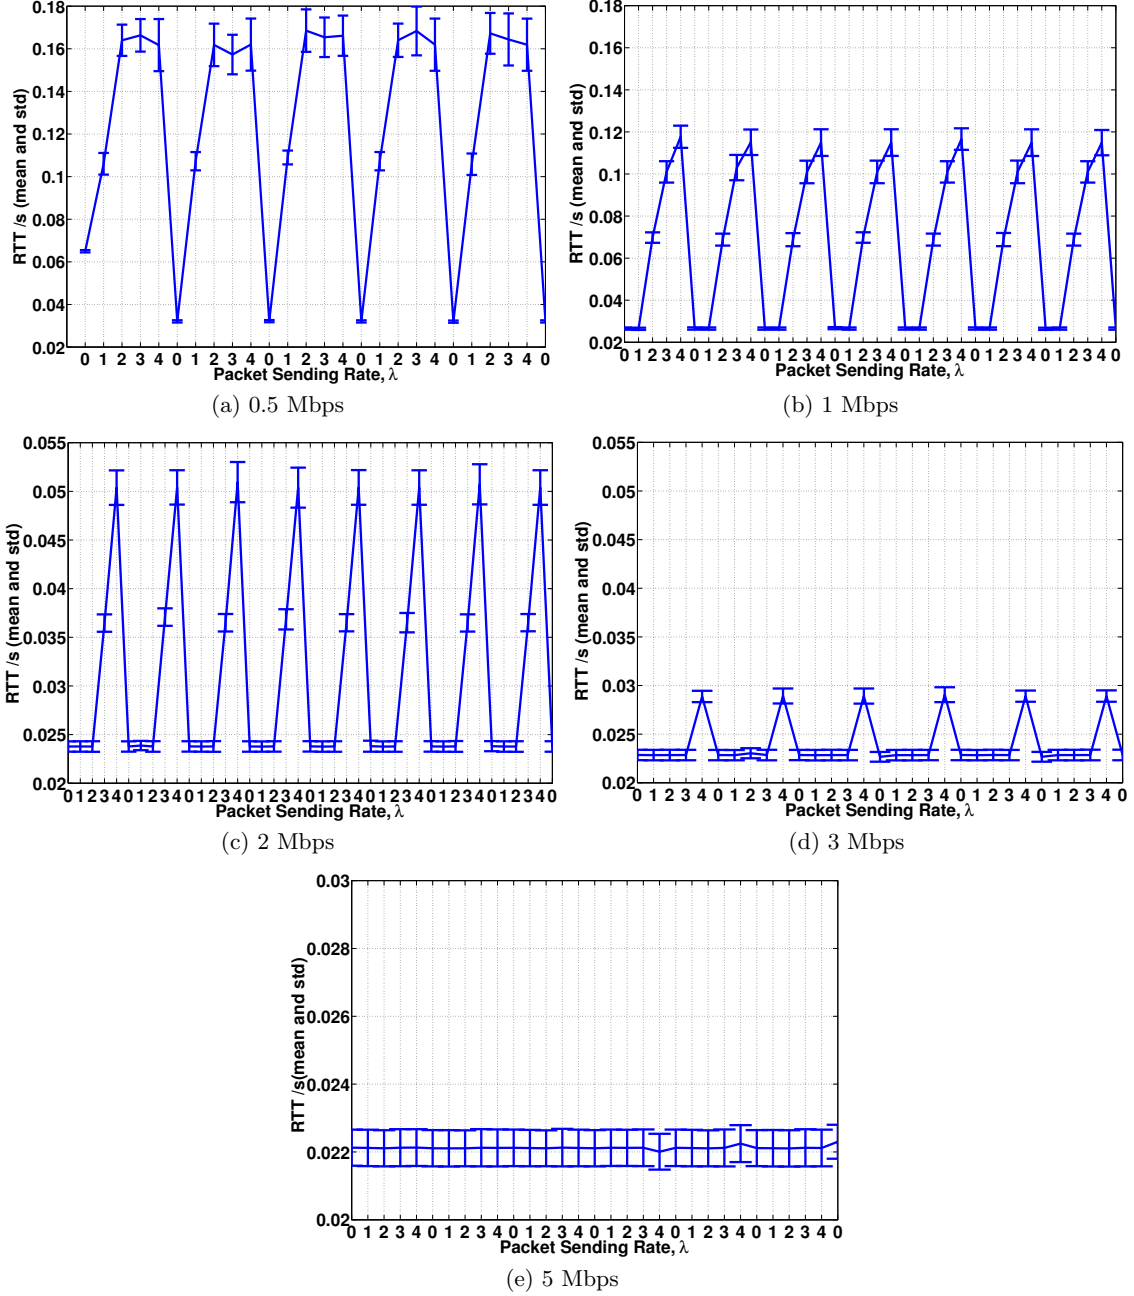 0.18
0.16
0.14
0.12
0.1
0.08
0.06
0.04
0.02
RTT /s (mean and std)
0 1 2 3 4 0 1 2 3 4 0 1 2 3 4 0 1 2 3 4 0 1 2 3 4 0
Packet Sending Rate, λ
(a) 0.5 Mbps
0.18
0.16
0.14
0.12
0.1
0.08
0.06
0.04
0.02
RTT /s (mean and std)
0 1 2 3 4 0 1 2 3 4 0 1 2 3 4 0 1 2 3 4 0 1 2 3 4 0 1 2 3 4 0 1 2 3 4 0
Packet Sending Rate, λ
(b) 1 Mbps
0.055
0.05
0.045
0.04
0.035
0.03
0.025
0.02
RTT /s (mean and std)
0 1 2 3 4 0 1 2 3 4 0 1 2 3 4 0 1 2 3 4 0 1 2 3 4 0 1 2 3 4 0 1 2 3 4 0 1 2 3 4 0
Packet Sending Rate, λ
(c) 2 Mbps
0.055
0.05
0.045
0.04
0.035
0.03
0.025
0.02
RTT /s (mean and std)
0 1 2 3 4 0 1 2 3 4 0 1 2 3 4 0 1 2 3 4 0 1 2 3 4 0 1 2 3 4 0
Packet Sending Rate, λ
(d) 3 Mbps
0.03
0.028
0.026
0.024
0.022
0.02
RTT /s(mean and std)
0 1 2 3 4 0 1 2 3 4 0 1 2 3 4 0 1 2 3 4 0 1 2 3 4 0 1 2 3 4 0
Packet Sending Rate, λ
(e) 5 Mbps